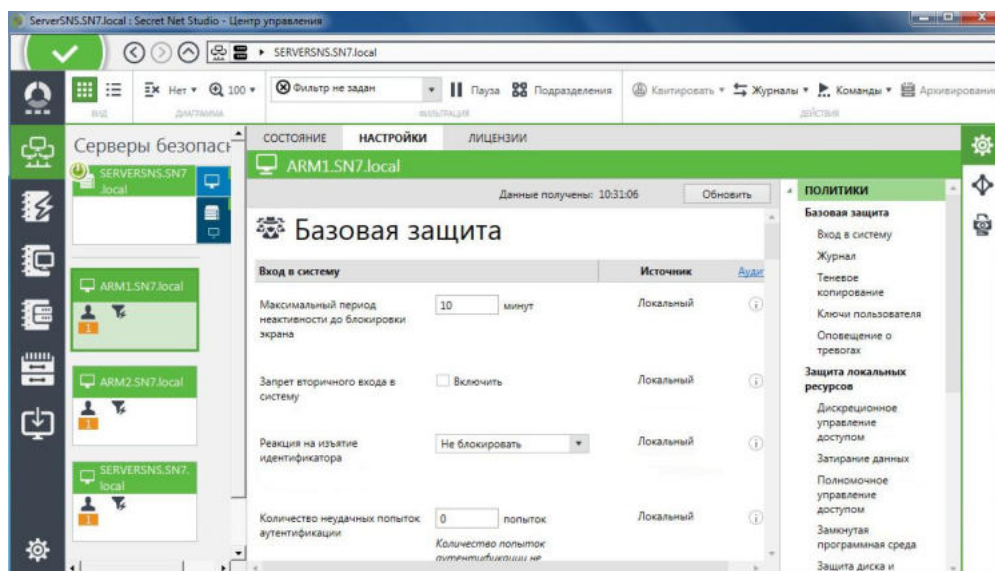 ServerSNS.SN7.local : Secret Net Studio - Центр управления
SERVERSNS.SN7.local
Нет
100
Фильтр не задан
Пауза
Подразделения
Квитировать
Журналы
Команды
Архивирование
ВИД
ДИАГРАММА
ФИЛЬТРАЦИЯ
ДЕЙСТВИЯ
Серверы безопасн
SERVERSNS.SN7
.local
ARM1.SN7.local
1
ARM2.SN7.local
1
SERVERSNS.SN7.
local
1
СОСТОЯНИЕ
НАСТРОЙКИ
ЛИЦЕНЗИИ
ARM1.SN7.local
Данные получены: 10:31:06
Обновить
Базовая защита
Вход в систему
Источник
Аудит
Максимальный период
неактивности до блокировки
экрана
10
минут
Локальный
Запрет вторичного входа в
систему
Включить
Локальный
Реакция на изъятие
идентификатора
Не блокировать
Локальный
Количество неудачных попыток
аутентификации
0
попыток
Локальный
Количество попыток
аутентификации не
ПОЛИТИКИ
Базовая защита
Вход в систему
Журнал
Теневое
копирование
Ключи пользователя
Оповещение о
тревогах
Защита локальных
ресурсов
Дискреционное
управление
доступом
Затирание данных
Полномочное
управление
доступом
Замкнутая
программная среда
Защита диска и